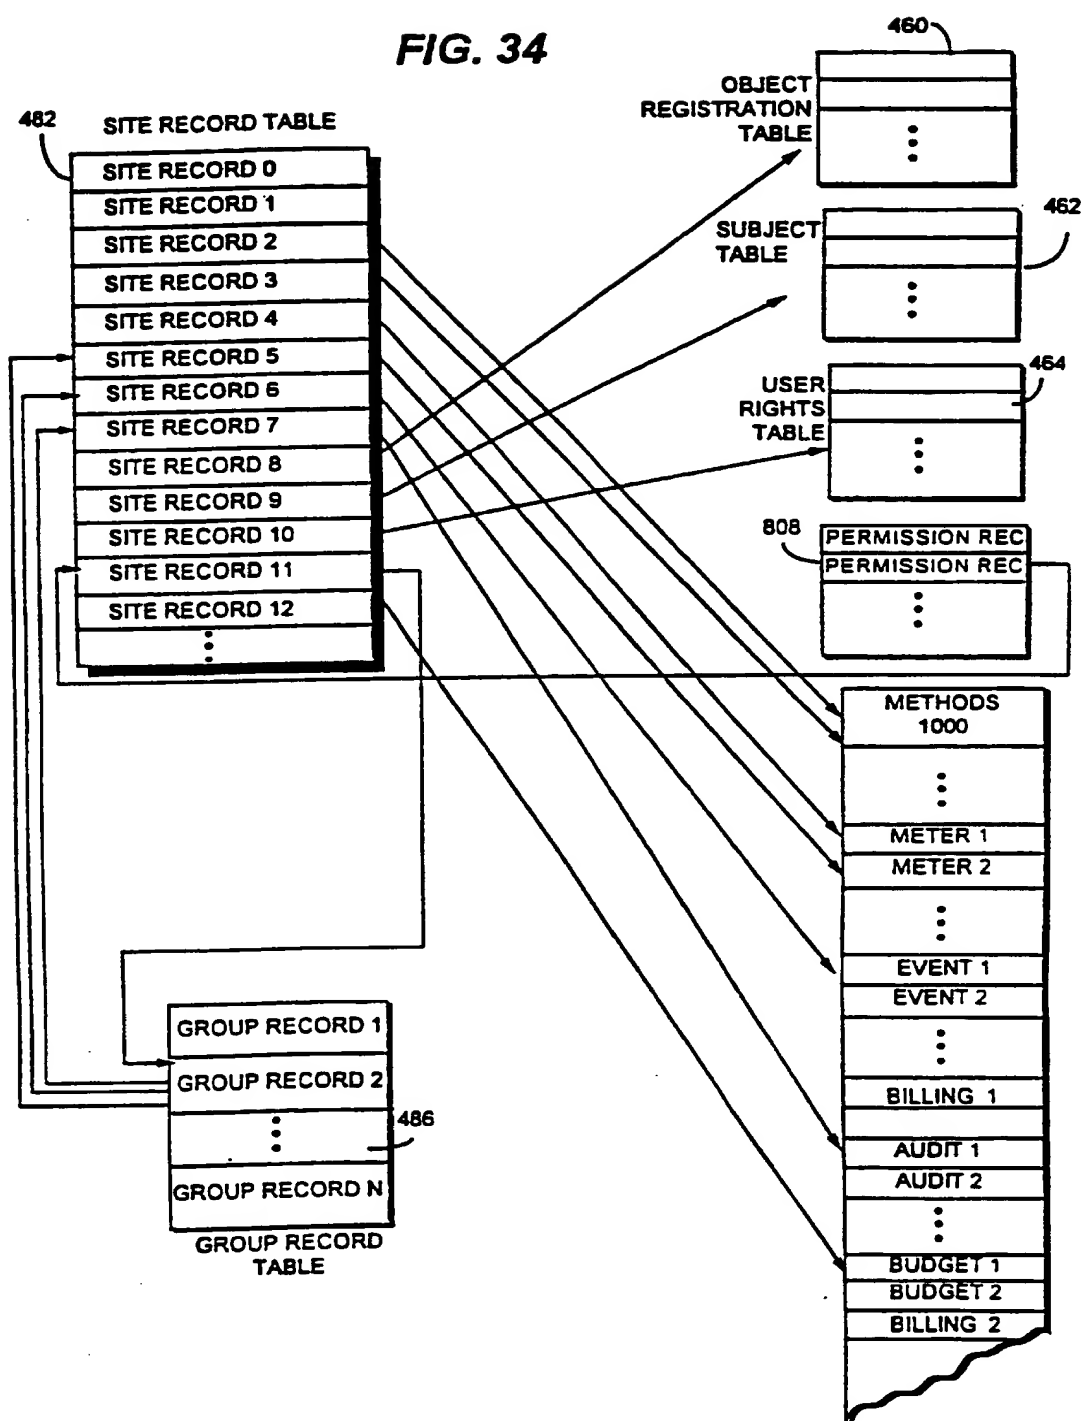 FIG. 34
482
SITE RECORD TABLE
SITE RECORD 0
SITE RECORD 1
SITE RECORD 2
SITE RECORD 3
SITE RECORD 4
SITE RECORD 5
SITE RECORD 6
SITE RECORD 7
SITE RECORD 8
SITE RECORD 9
SITE RECORD 10
SITE RECORD 11
SITE RECORD 12
460
OBJECT
REGISTRATION
TABLE
462
SUBJECT
TABLE
464
USER
RIGHTS
TABLE
808
PERMISSION REC
PERMISSION REC
METHODS
1000
METER 1
METER 2
EVENT 1
EVENT 2
BILLING 1
AUDIT 1
AUDIT 2
BUDGET 1
BUDGET 2
BILLING 2
GROUP RECORD 1
GROUP RECORD 2
486
GROUP RECORD N
GROUP RECORD
TABLE